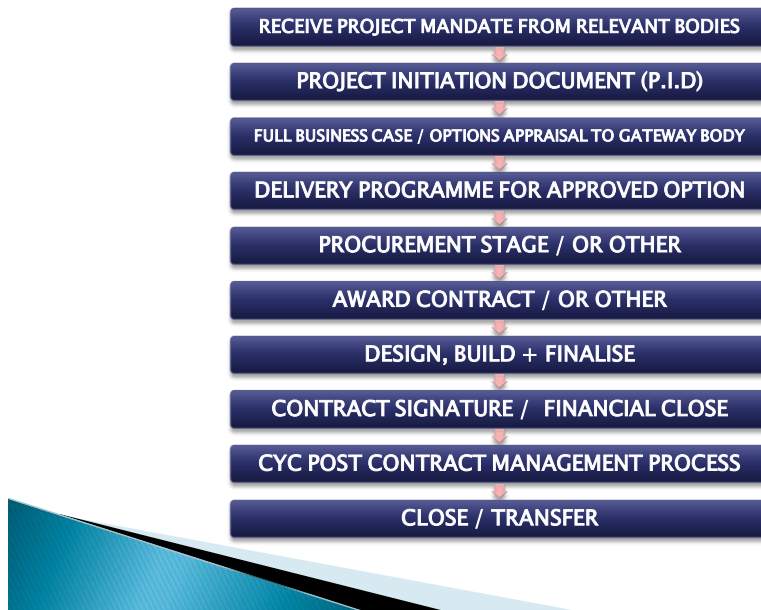 RECEIVE PROJECT MANDATE FROM RELEVANT BODIES
PROJECT INITIATION DOCUMENT (P.I.D)
FULL BUSINESS CASE / OPTIONS APPRAISAL TO GATEWAY BODY
DELIVERY PROGRAMME FOR APPROVED OPTION
PROCUREMENT STAGE / OR OTHER
AWARD CONTRACT / OR OTHER
DESIGN, BUILD + FINALISE
CONTRACT SIGNATURE / FINANCIAL CLOSE
CYC POST CONTRACT MANAGEMENT PROCESS
CLOSE / TRANSFER